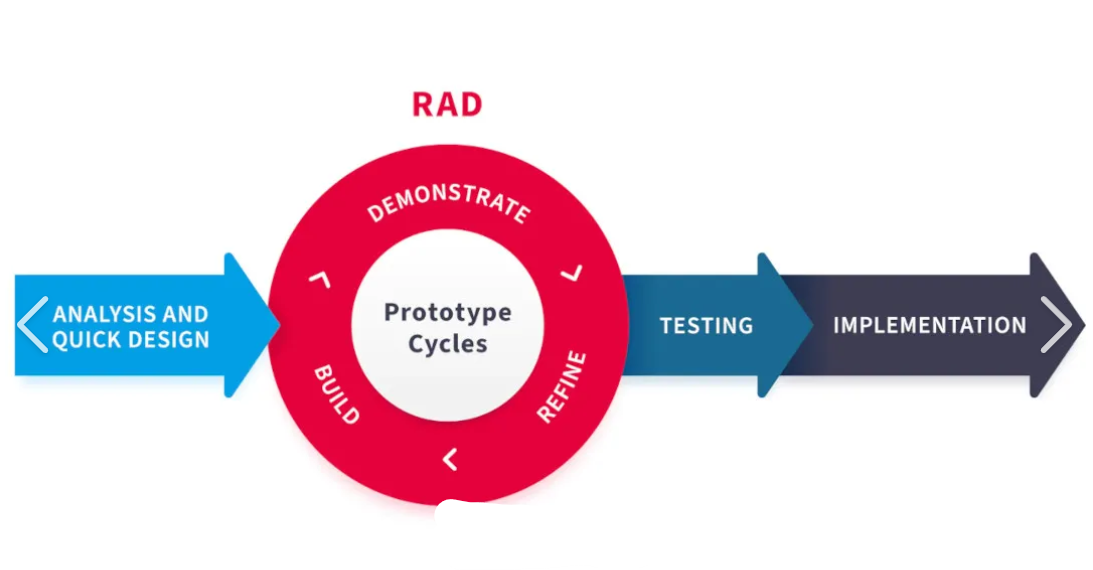 RAD
DEMONSTRATE
ANALYSIS AND
QUICK DESIGN
Prototype
Cycles
BUILD
REFINE
TESTING
IMPLEMENTATION